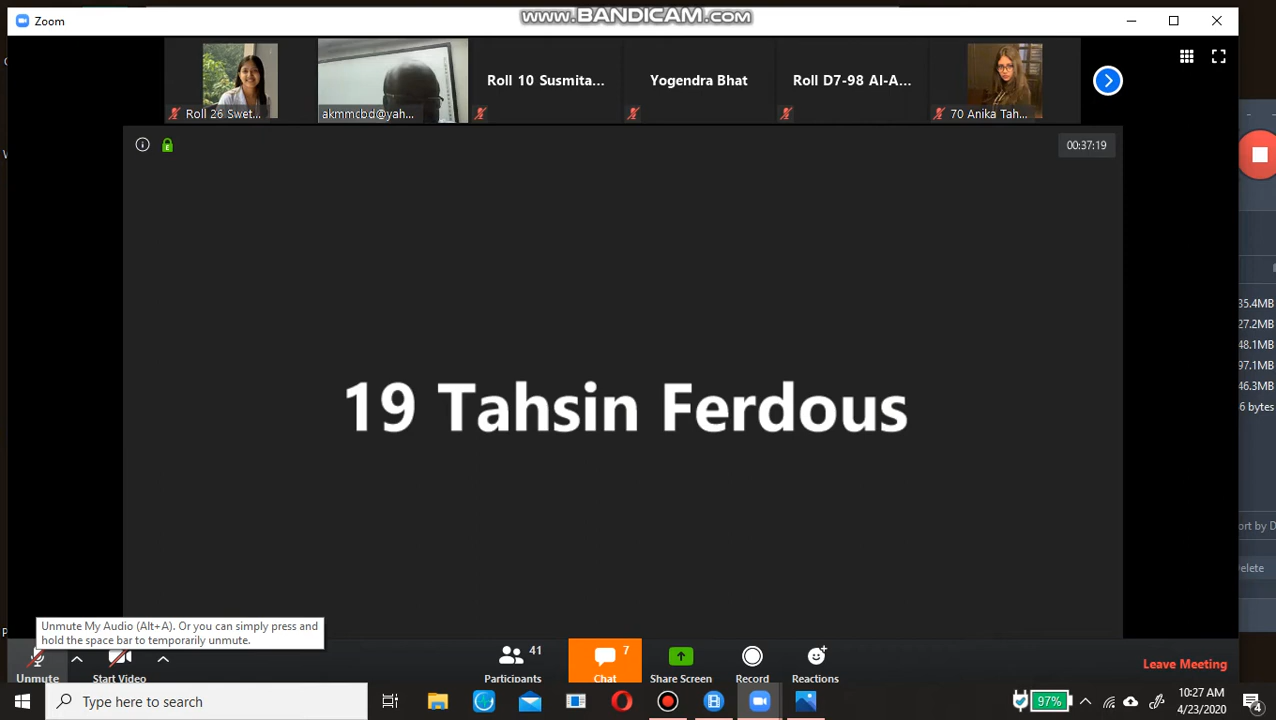 www.BANDICAM.com
Zoom
Roll 26 Swet...
akmmcbd@yah...
Roll 10 Susmita...
Yogendra Bhat
Roll D7-98 Al-A...
70 Anika Tah...
00:37:19
19 Tahsin Ferdous
35.4MB
27.2MB
48.1MB
97.1MB
46.3MB
6 bytes
ort by D
elete
Unmute My Audio (Alt+A). Or you can simply press and
hold the space bar to temporarily unmute.
Unmute
Start Video
41
Participants
7
Chat
Share Screen
Record
Reactions
Leave Meeting
Type here to search
97%
10:27 AM
4/23/2020
4